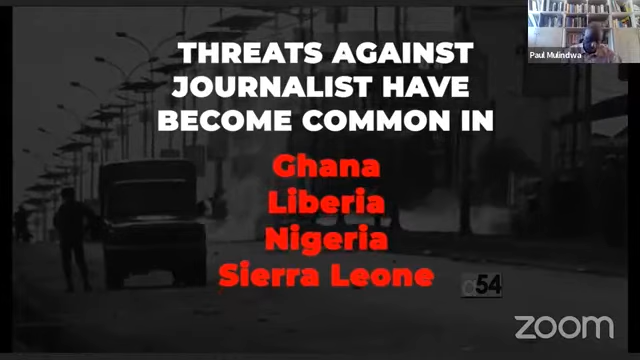 THREATS AGAINST
JOURNALIST HAVE
BECOME COMMON IN
Ghana
Liberia
Nigeria
Sierra Leone
a54
Paul Mulindwa
zoom